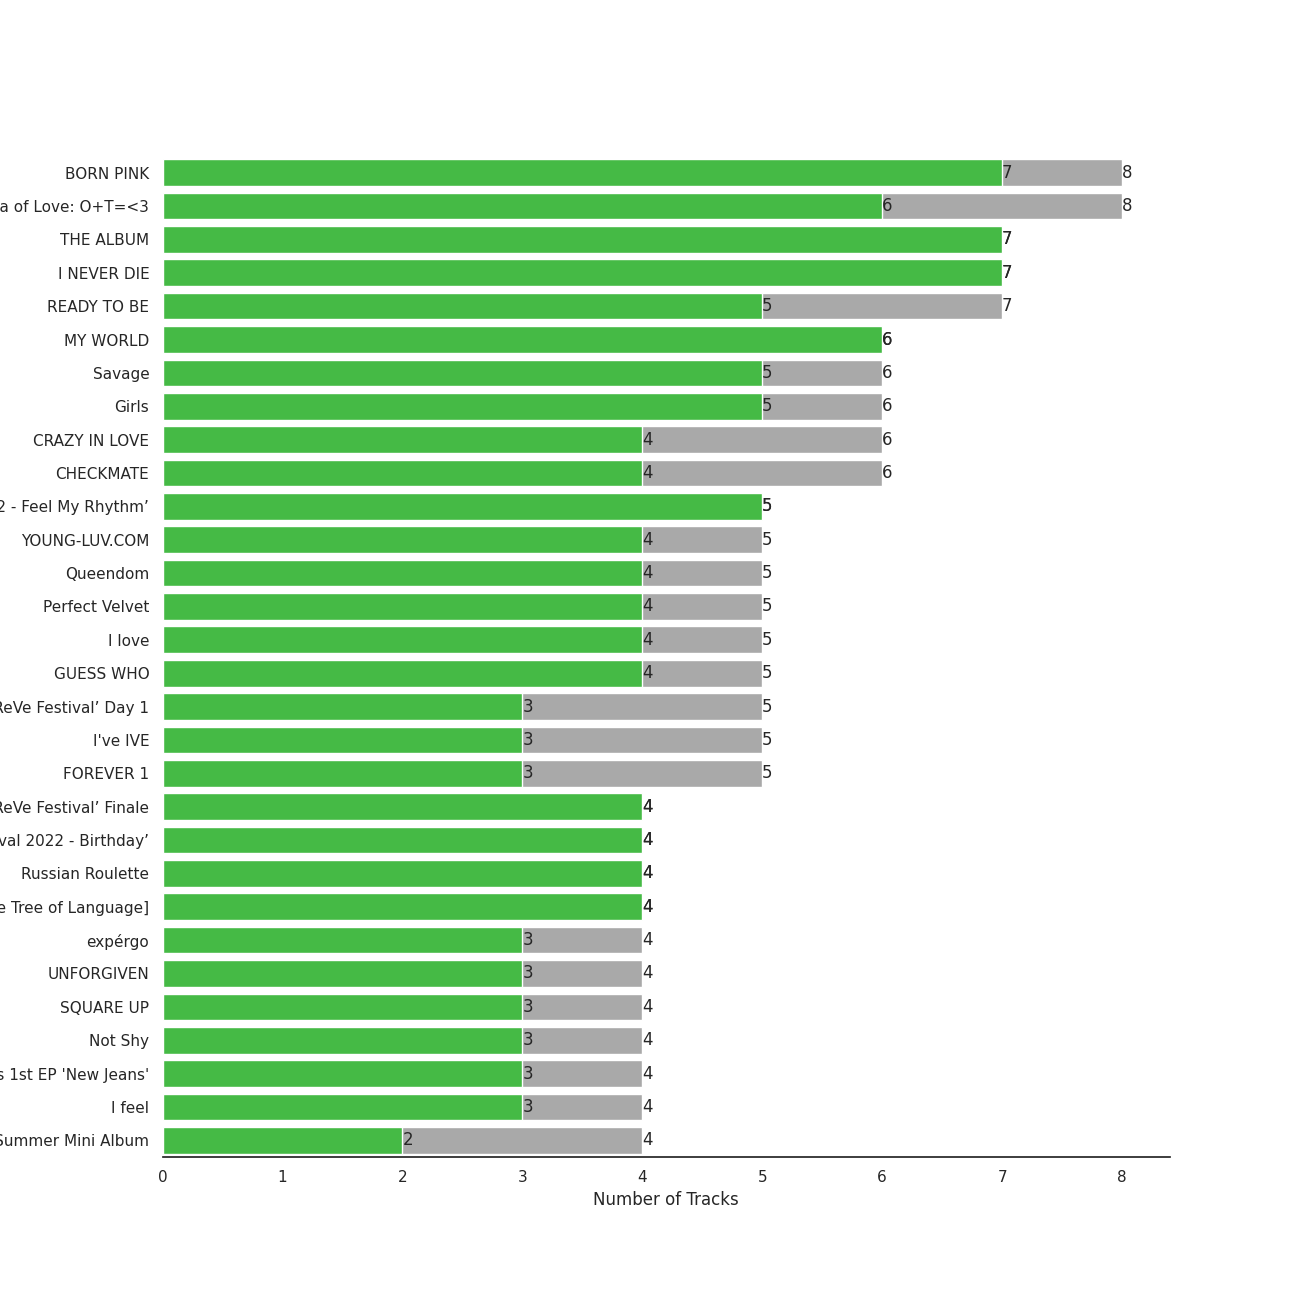 BORN PINK 7 8
a of Love: O+T=<3 6 8
THE ALBUM 7
I NEVER DIE 7
READY TO BE 5 7
MY WORLD 6
Savage 5 6
Girls 5 6
CRAZY IN LOVE 4 6
CHECKMATE 4 6
2 - Feel My Rhythm’ 5
YOUNG-LUV.COM 4 5
Queendom 4 5
Perfect Velvet 4 5
I love 4 5
GUESS WHO 4 5
ReVe Festival’ Day 1 3 5
I've IVE 3 5
FOREVER 1 3 5
ReVe Festival’ Finale 4
val 2022 - Birthday’ 4
Russian Roulette 4
e Tree of Language] 4
expérgo 3 4
UNFORGIVEN 3 4
SQUARE UP 3 4
Not Shy 3 4
s 1st EP 'New Jeans' 3 4
I feel 3 4
Summer Mini Album 2 4
0 1 2 3 4 5 6 7 8
Number of Tracks